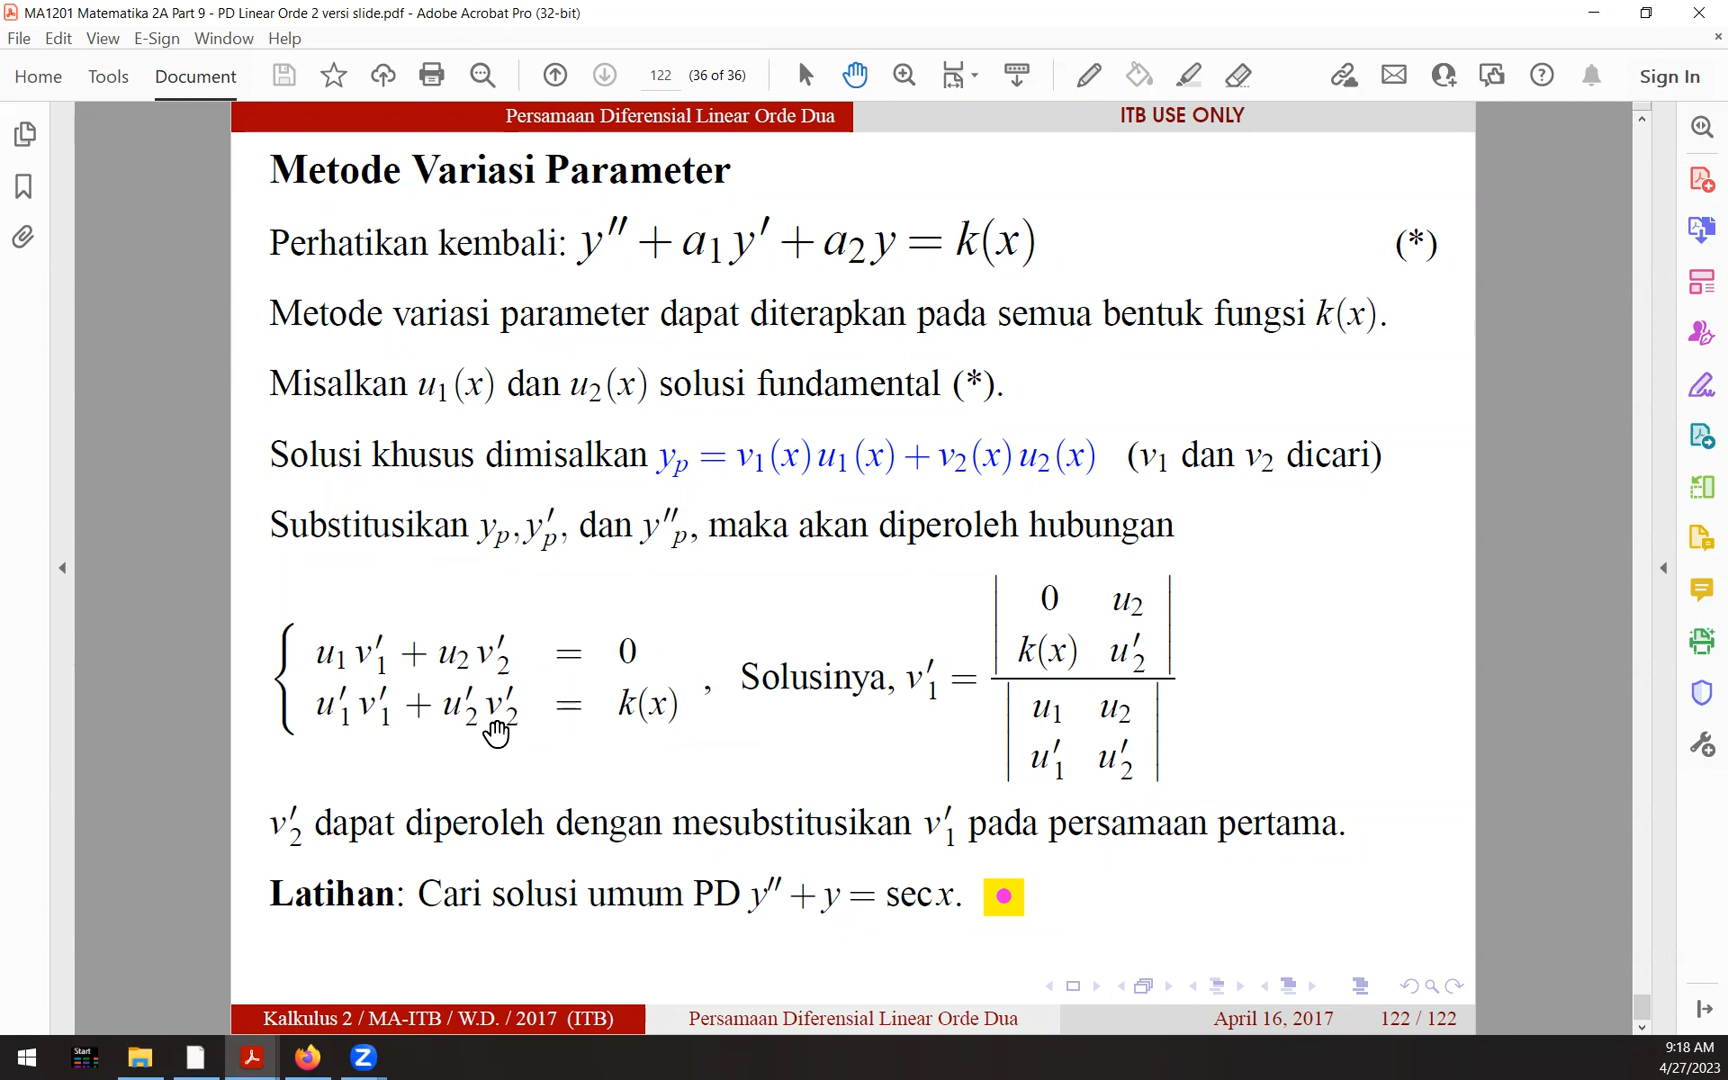 MA1201 Matematika 2A Part 9 - PD Linear Orde 2 versi slide.pdf - Adobe Acrobat Pro (32-bit)
File Edit View E-Sign Window Help
Home Tools Document 122 (36 of 36) Sign In
Persamaan Diferensial Linear Orde Dua ITB USE ONLY
Metode Variasi Parameter
Perhatikan kembali: y″ + a₁y′ + a₂y = k(x) (*)
Metode variasi parameter dapat diterapkan pada semua bentuk fungsi k(x).
Misalkan u₁(x) dan u₂(x) solusi fundamental (*).
Solusi khusus dimisalkan yₚ = v₁(x)u₁(x) + v₂(x)u₂(x) (v₁ dan v₂ dicari)
Substitusikan yₚ, y′ₚ, dan y″ₚ, maka akan diperoleh hubungan
{ u₁v′₁ + u₂v′₂ = 0
u′₁v′₁ + u′₂v′₂ = k(x) , Solusinya, v′₁ =
| 0 u₂ |
| k(x) u′₂ |
| u₁ u₂ |
| u′₁ u′₂ |
v′₂ dapat diperoleh dengan mesubstitusikan v′₁ pada persamaan pertama.
Latihan: Cari solusi umum PD y″ + y = sec x.
Kalkulus 2 / MA-ITB / W.D. / 2017 (ITB) Persamaan Diferensial Linear Orde Dua April 16, 2017 122 / 122
Start
9:18 AM
4/27/2023